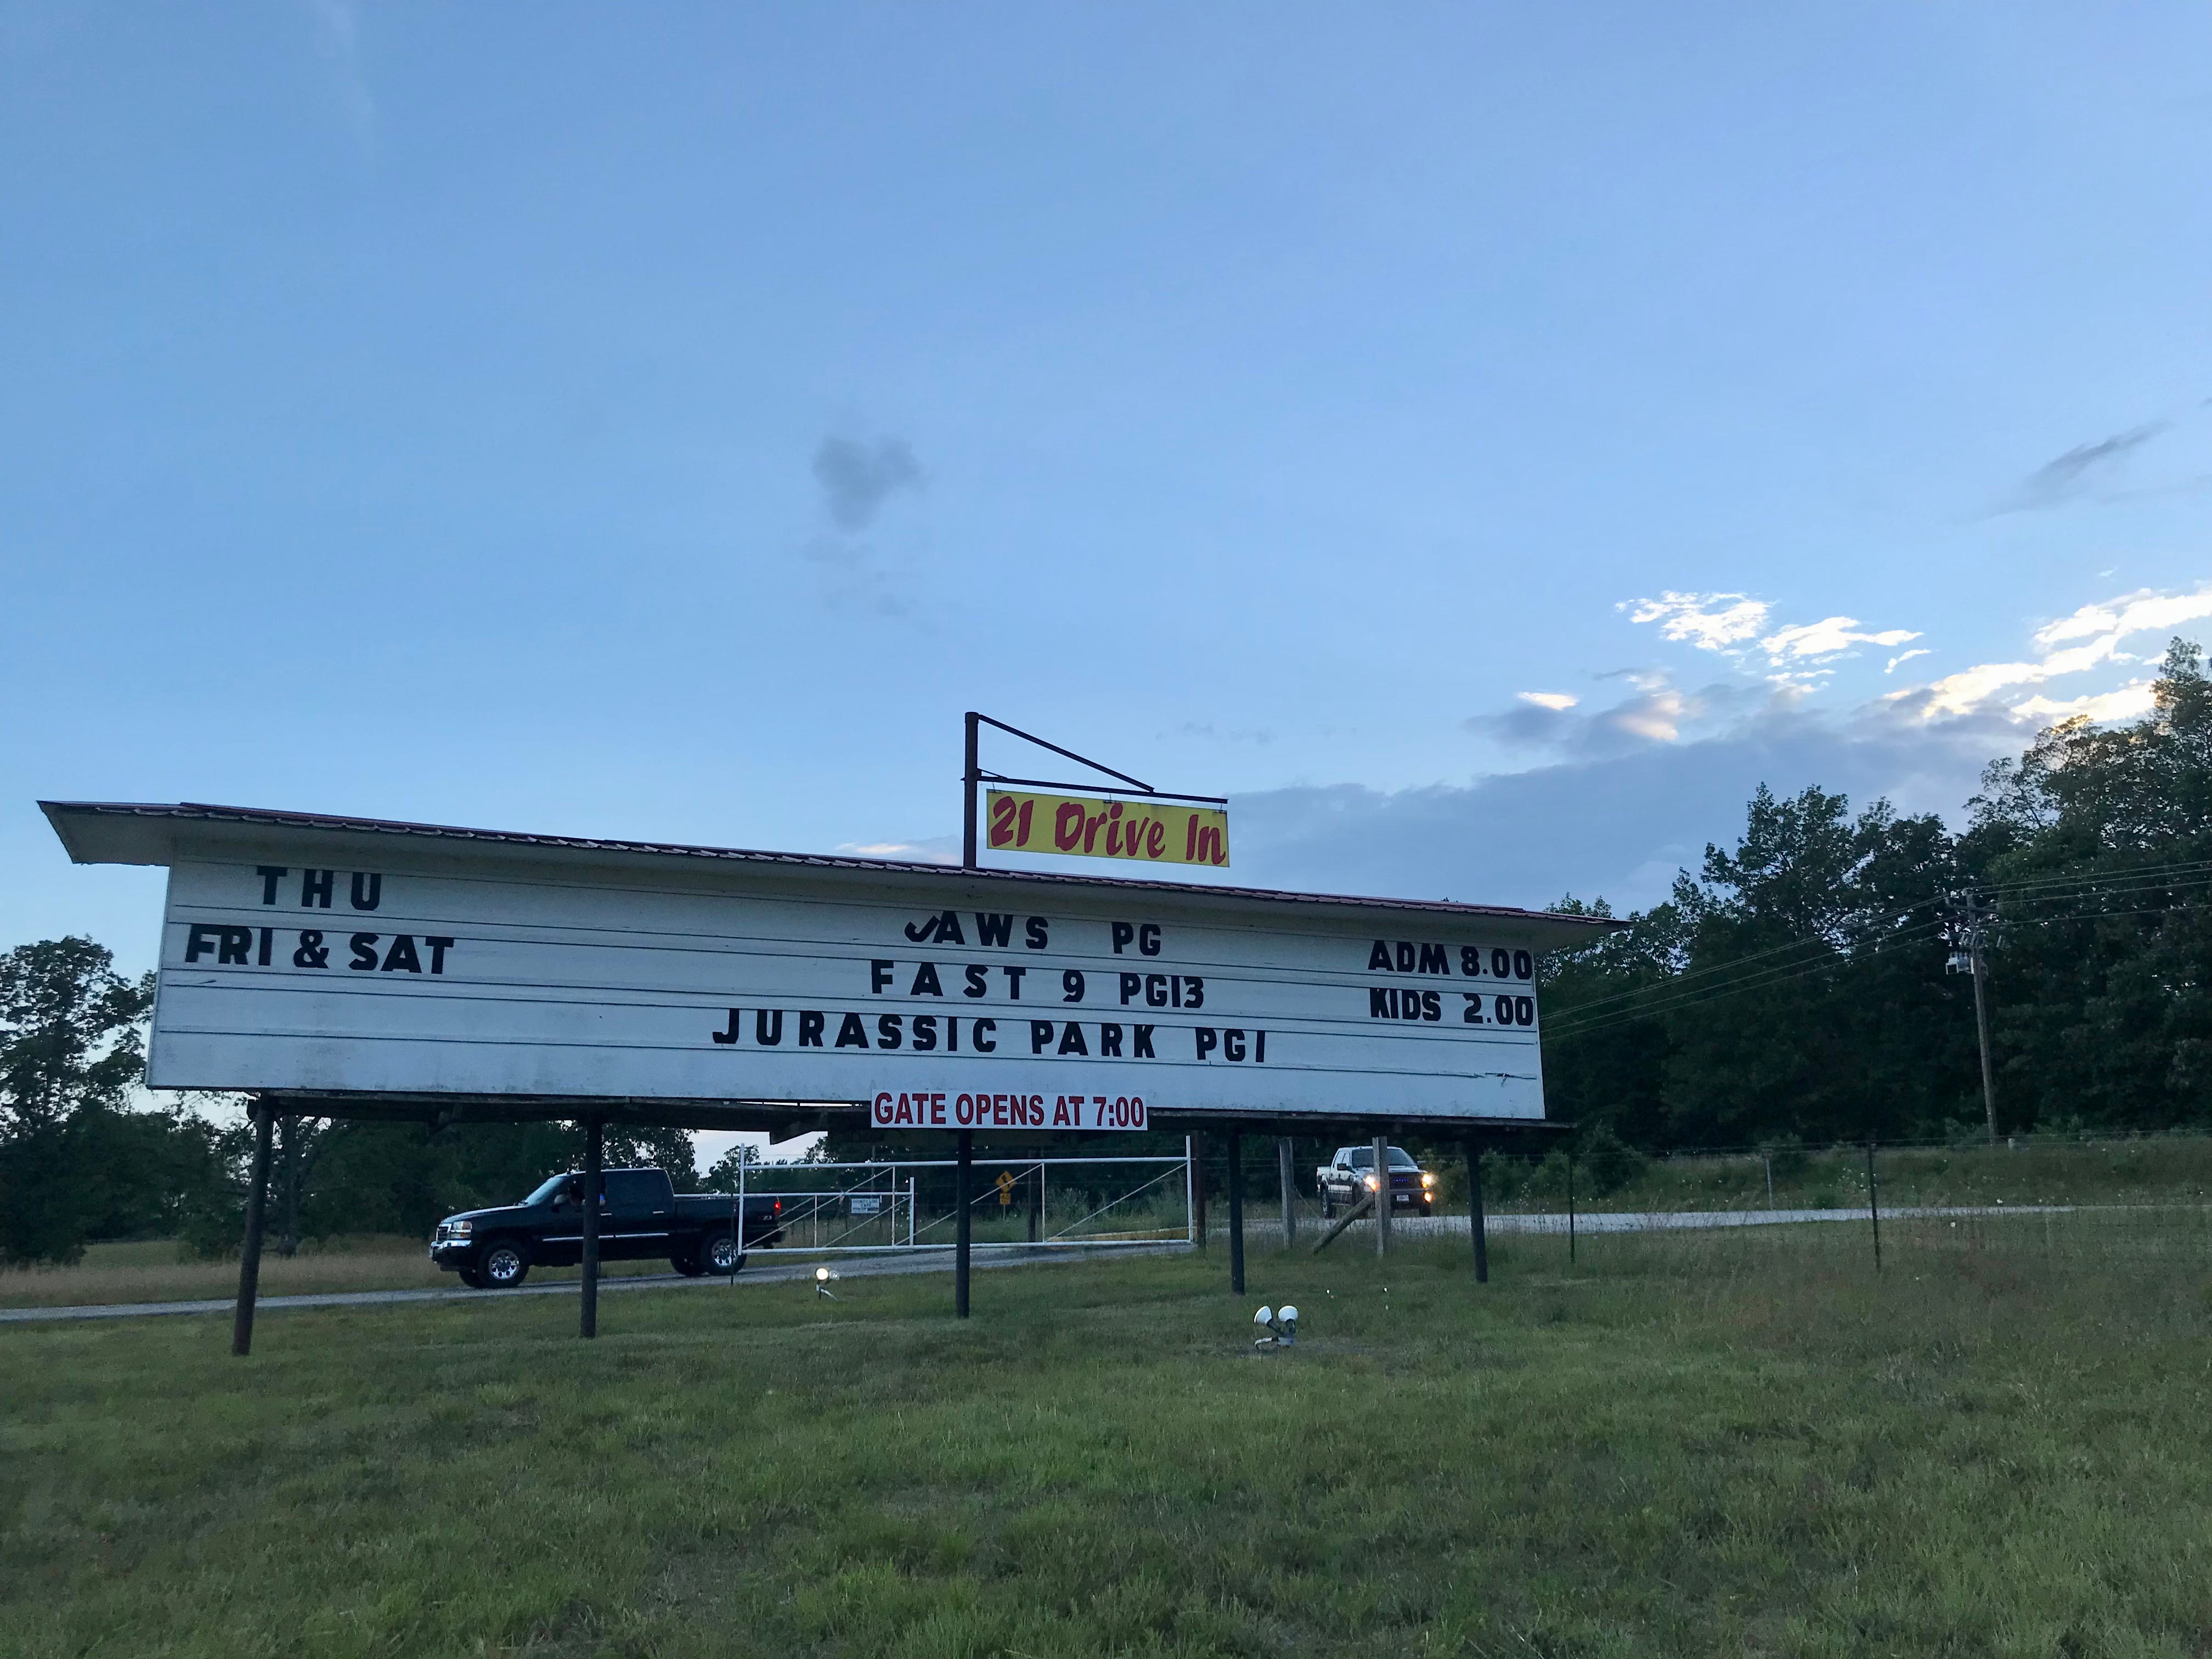 21 Drive In
THU
FRI & SAT
JAWS PG
FAST 9 PG13
JURASSIC PARK PG1
ADM 8.00
KIDS 2.00
GATE OPENS AT 7:00